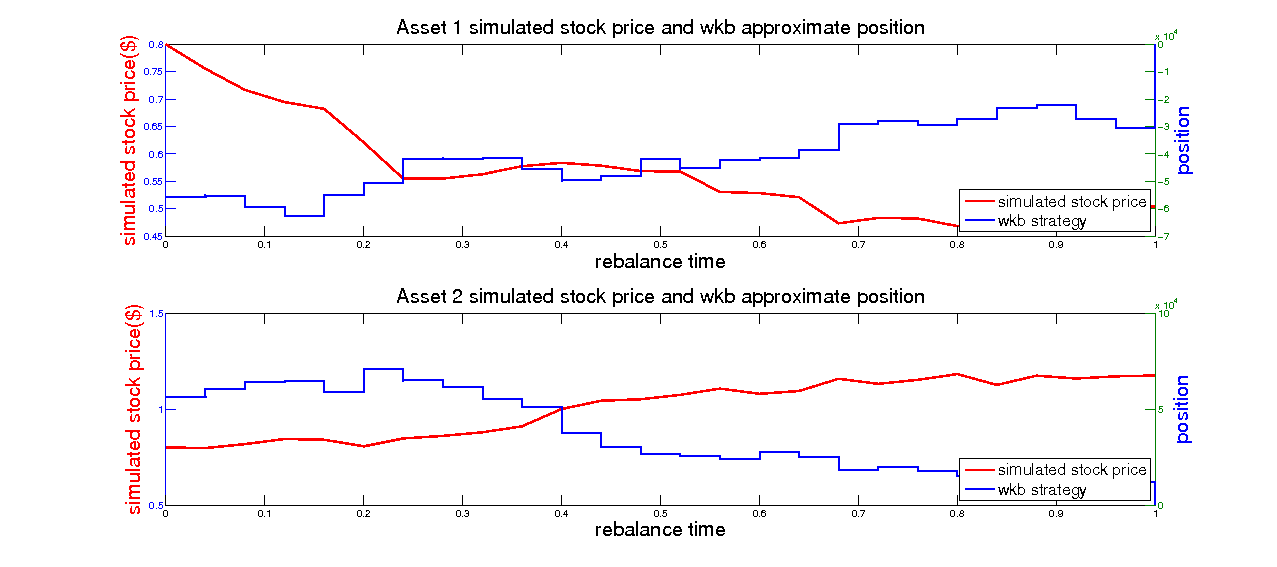 Asset 1 simulated stock price and wkb approximate position
x 10^4
simulated stock price($)
0.8
0.75
0.7
0.65
0.6
0.55
0.5
0.45
0
-1
-2
-3
-4
-5
-6
-7
position
simulated stock price
wkb strategy
0 0.1 0.2 0.3 0.4 0.5 0.6 0.7 0.8 0.9 1
rebalance time
Asset 2 simulated stock price and wkb approximate position
x 10^4
simulated stock price($)
1.5
1
0.5
10
5
0
position
simulated stock price
wkb strategy
0 0.1 0.2 0.3 0.4 0.5 0.6 0.7 0.8 0.9 1
rebalance time